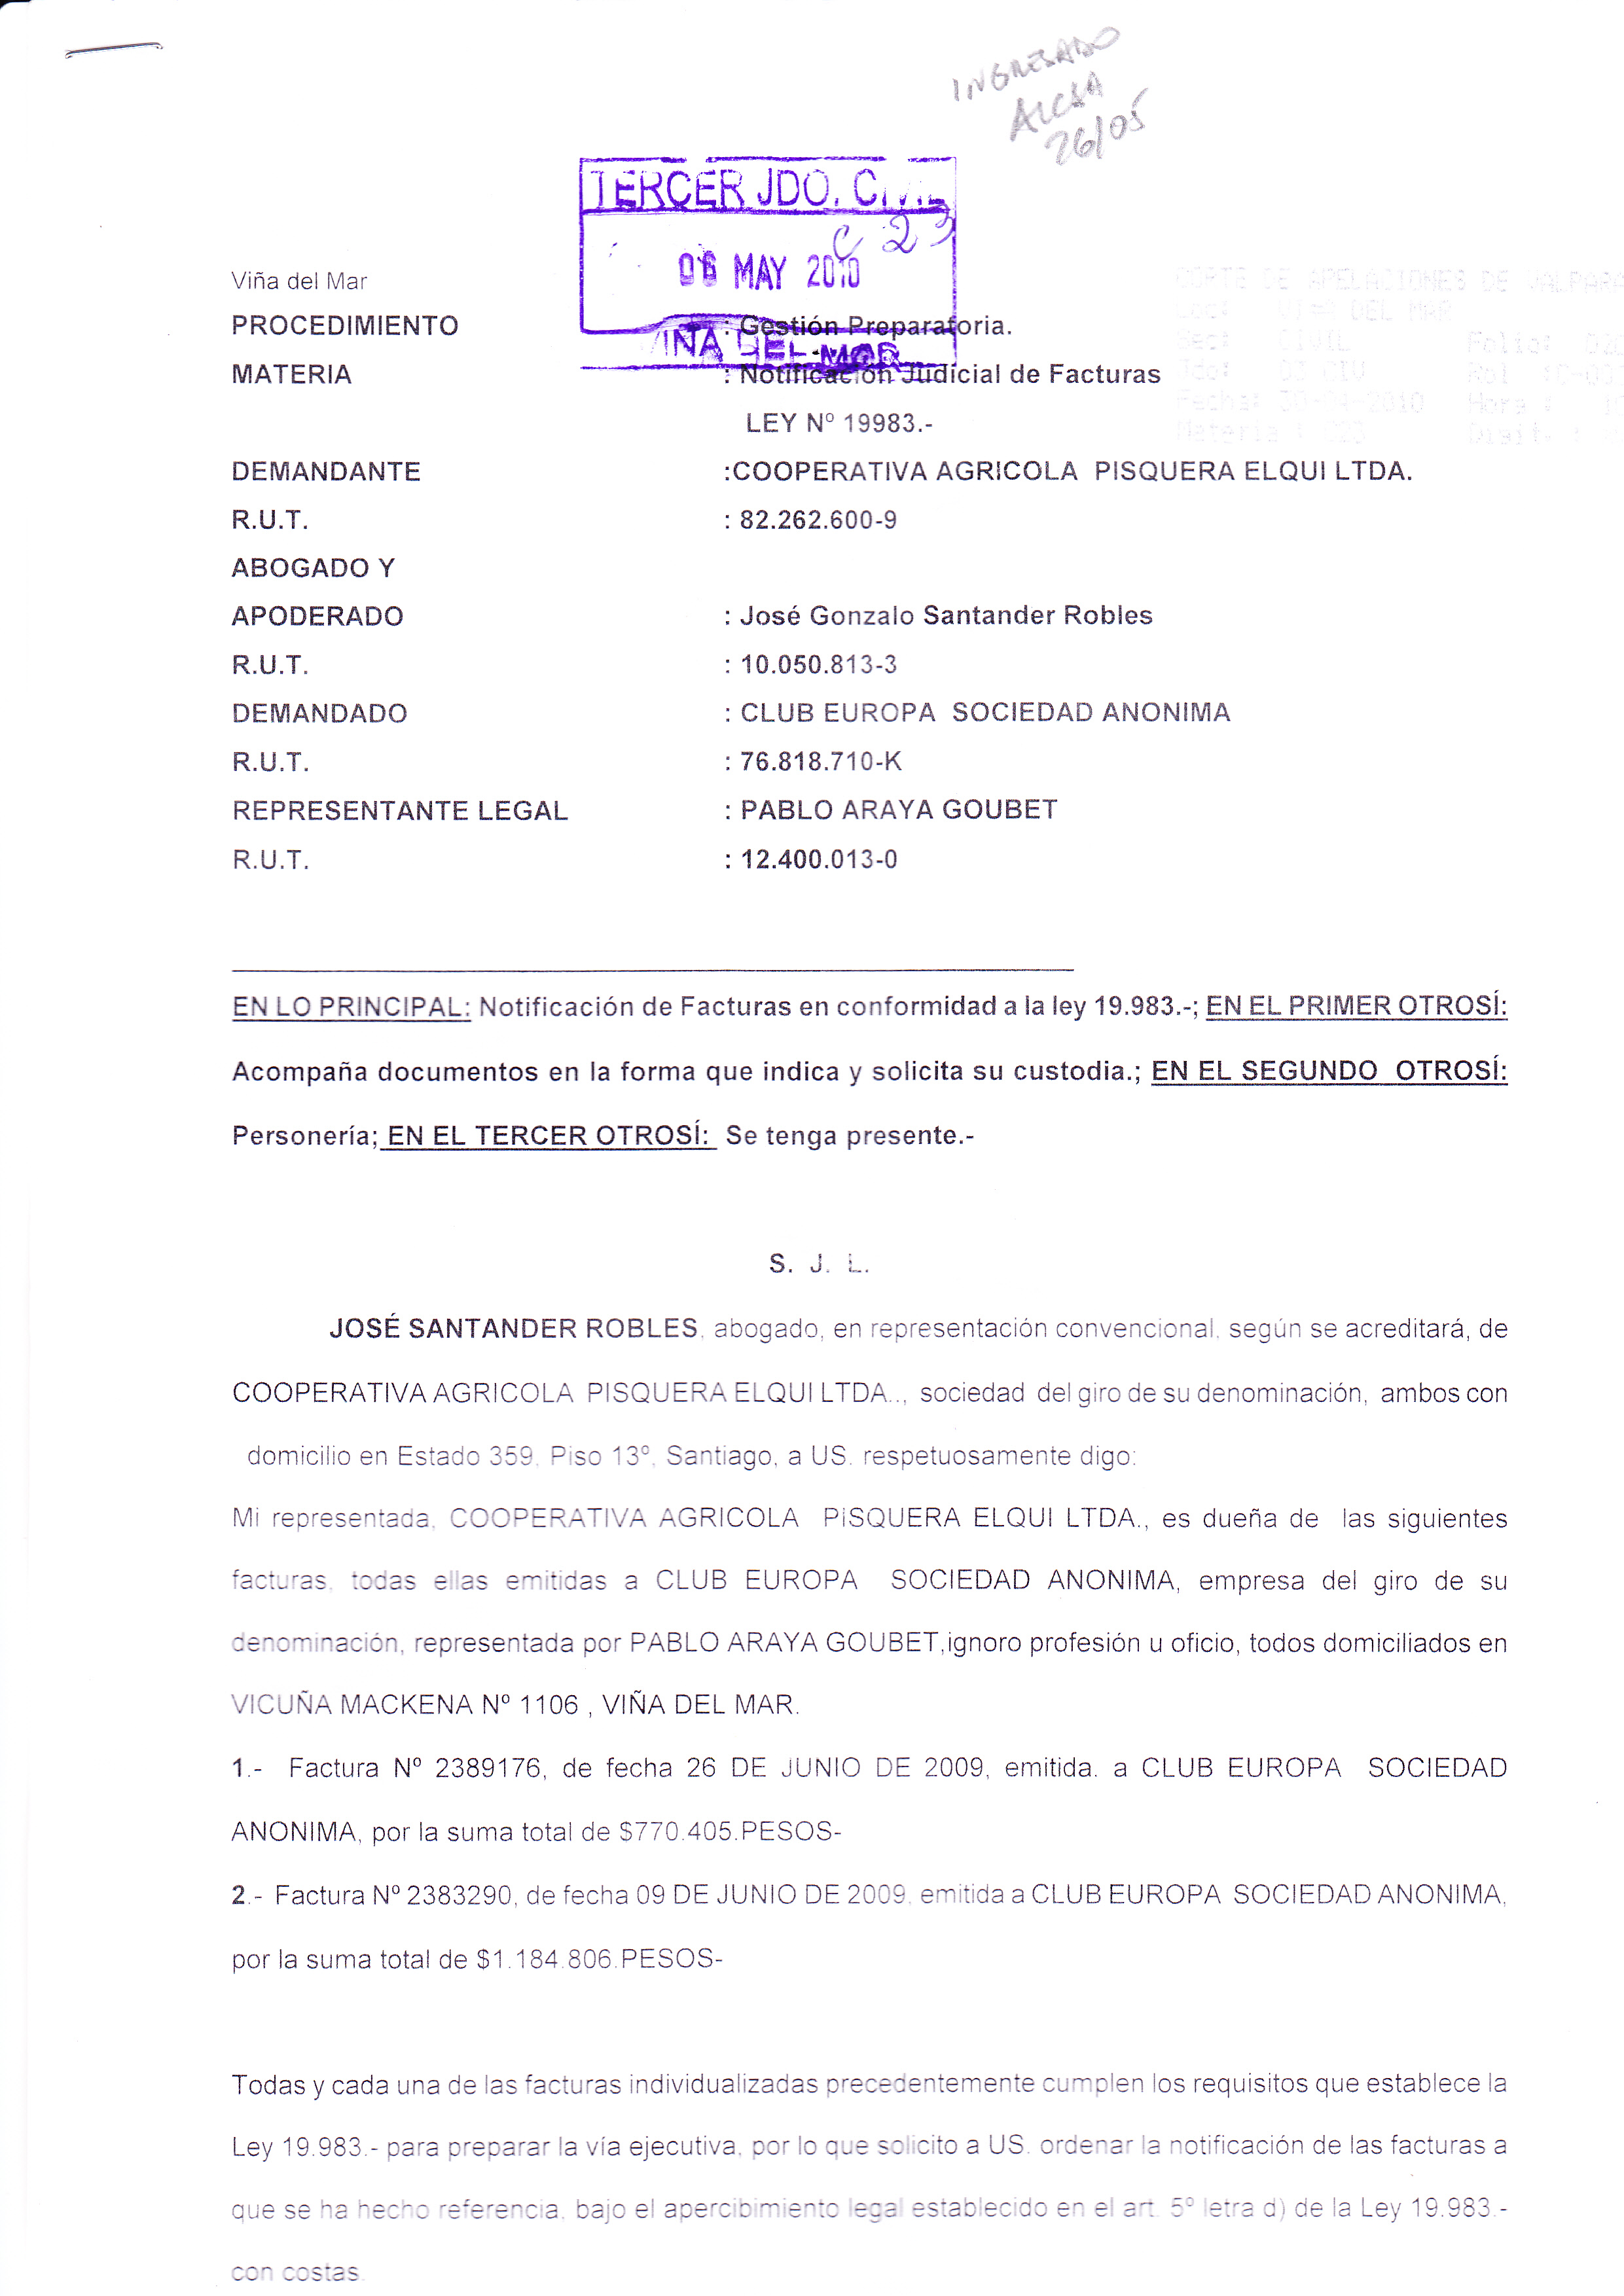 INGRESADO
26/05
TERCER JDO. CIVIL
C 23
06 MAY 2010
VIÑA DEL MAR
CORTE DE APELACIONES DE VALPARA
Loc: VIÑA DEL MAR
Sec: CIVIL Folio:
Jdo: CIV Rol :C-
Fecha: 30-04-2010 Hora :
Materia : C23 Digit. :
Viña del Mar
PROCEDIMIENTO : Gestión Preparatoria.
MATERIA : Notificación Judicial de Facturas
LEY Nº 19983.-
DEMANDANTE :COOPERATIVA AGRICOLA PISQUERA ELQUI LTDA.
R.U.T. : 82.262.600-9
ABOGADO Y
APODERADO : José Gonzalo Santander Robles
R.U.T. : 10.050.813-3
DEMANDADO : CLUB EUROPA SOCIEDAD ANONIMA
R.U.T. : 76.818.710-K
REPRESENTANTE LEGAL : PABLO ARAYA GOUBET
R.U.T. : 12.400.013-0
EN LO PRINCIPAL: Notificación de Facturas en conformidad a la ley 19.983.-; EN EL PRIMER OTROSÍ:
Acompaña documentos en la forma que indica y solicita su custodia.; EN EL SEGUNDO OTROSÍ:
Personería; EN EL TERCER OTROSÍ: Se tenga presente.-
S. J. L.
JOSÉ SANTANDER ROBLES, abogado, en representación convencional, según se acreditará, de
COOPERATIVA AGRICOLA PISQUERA ELQUI LTDA.., sociedad del giro de su denominación, ambos con
domicilio en Estado 359, Piso 13º, Santiago, a US. respetuosamente digo:
Mi representada, COOPERATIVA AGRICOLA PISQUERA ELQUI LTDA., es dueña de las siguientes
facturas, todas ellas emitidas a CLUB EUROPA SOCIEDAD ANONIMA, empresa del giro de su
denominación, representada por PABLO ARAYA GOUBET,ignoro profesión u oficio, todos domiciliados en
VICUÑA MACKENA Nº 1106 , VIÑA DEL MAR.
1.- Factura Nº 2389176, de fecha 26 DE JUNIO DE 2009, emitida. a CLUB EUROPA SOCIEDAD
ANONIMA, por la suma total de $770.405.PESOS-
2.- Factura Nº 2383290, de fecha 09 DE JUNIO DE 2009, emitida a CLUB EUROPA SOCIEDAD ANONIMA,
por la suma total de $1.184.806.PESOS-
Todas y cada una de las facturas individualizadas precedentemente cumplen los requisitos que establece la
Ley 19.983.- para preparar la vía ejecutiva, por lo que solicito a US. ordenar la notificación de las facturas a
que se ha hecho referencia, bajo el apercibimiento legal establecido en el art. 5º letra d) de la Ley 19.983.-
con costas.